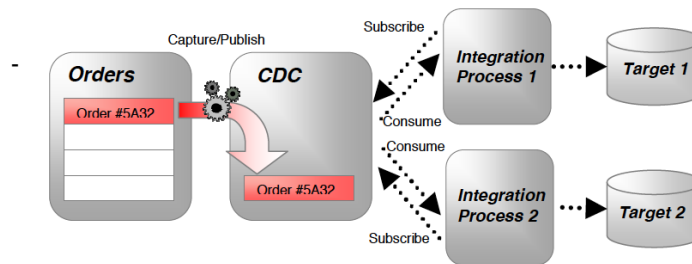 -
Orders
Order #5A32
Capture/Publish
CDC
Order #5A32
Subscribe
Consume
Consume
Subscribe
Integration
Process 1
Target 1
Integration
Process 2
Target 2